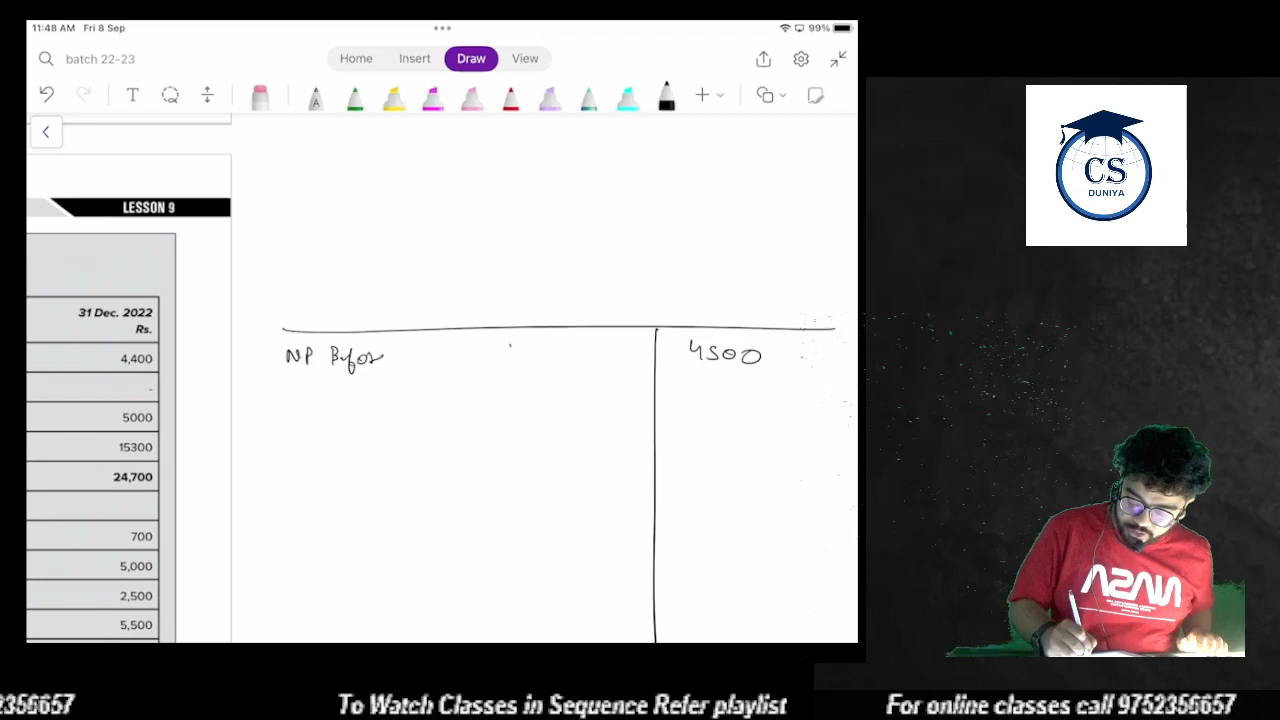 11:48 AM Fri 8 Sep
99%
batch 22-23
Home Insert Draw View
LESSON 9
31 Dec. 2022
Rs.
4,400
-
5000
15300
24,700
700
5,000
2,500
5,500
NP Befor 4500
CS
DUNIYA
NASA
2356657 To Watch Classes in Sequence Refer playlist For online classes call 9752356657